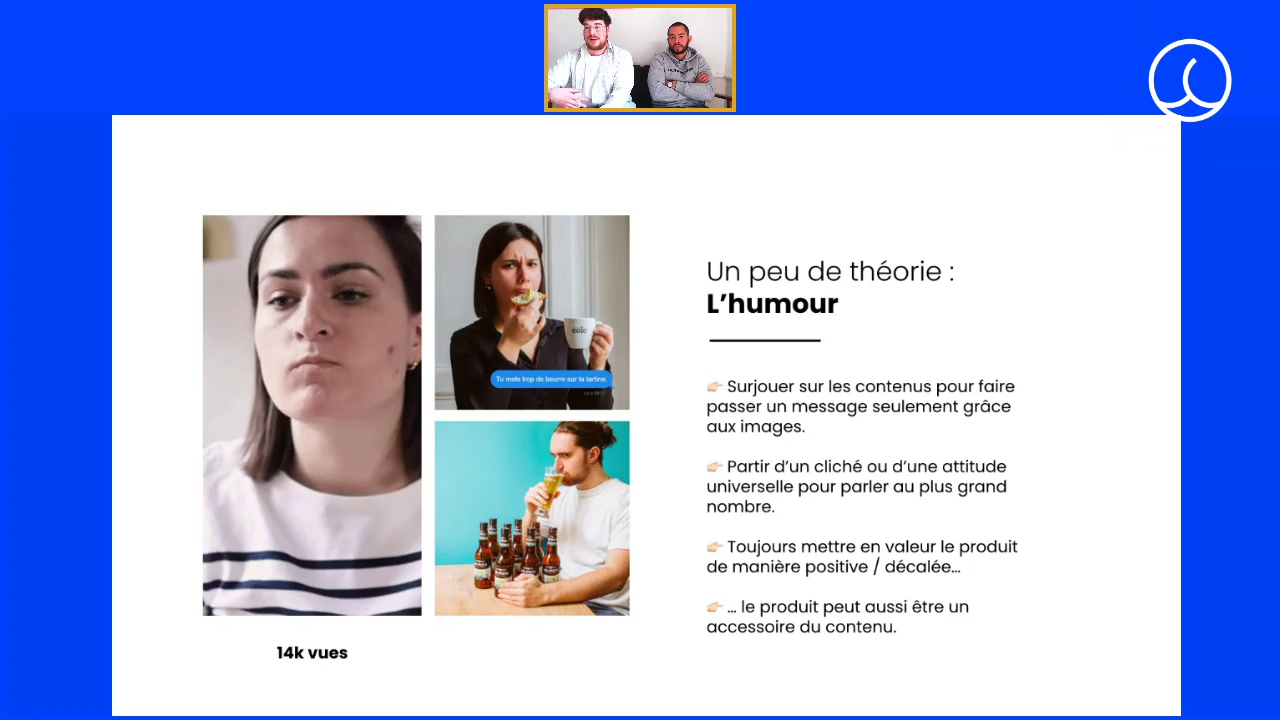 Un peu de théorie :
L’humour
👉🏻 Surjouer sur les contenus pour faire
passer un message seulement grâce
aux images.
👉🏻 Partir d’un cliché ou d’une attitude
universelle pour parler au plus grand
nombre.
👉🏻 Toujours mettre en valeur le produit
de manière positive / décalée...
👉🏻 ... le produit peut aussi être un
accessoire du contenu.
Tu mets trop de beurre sur ta tartine.
14k vues